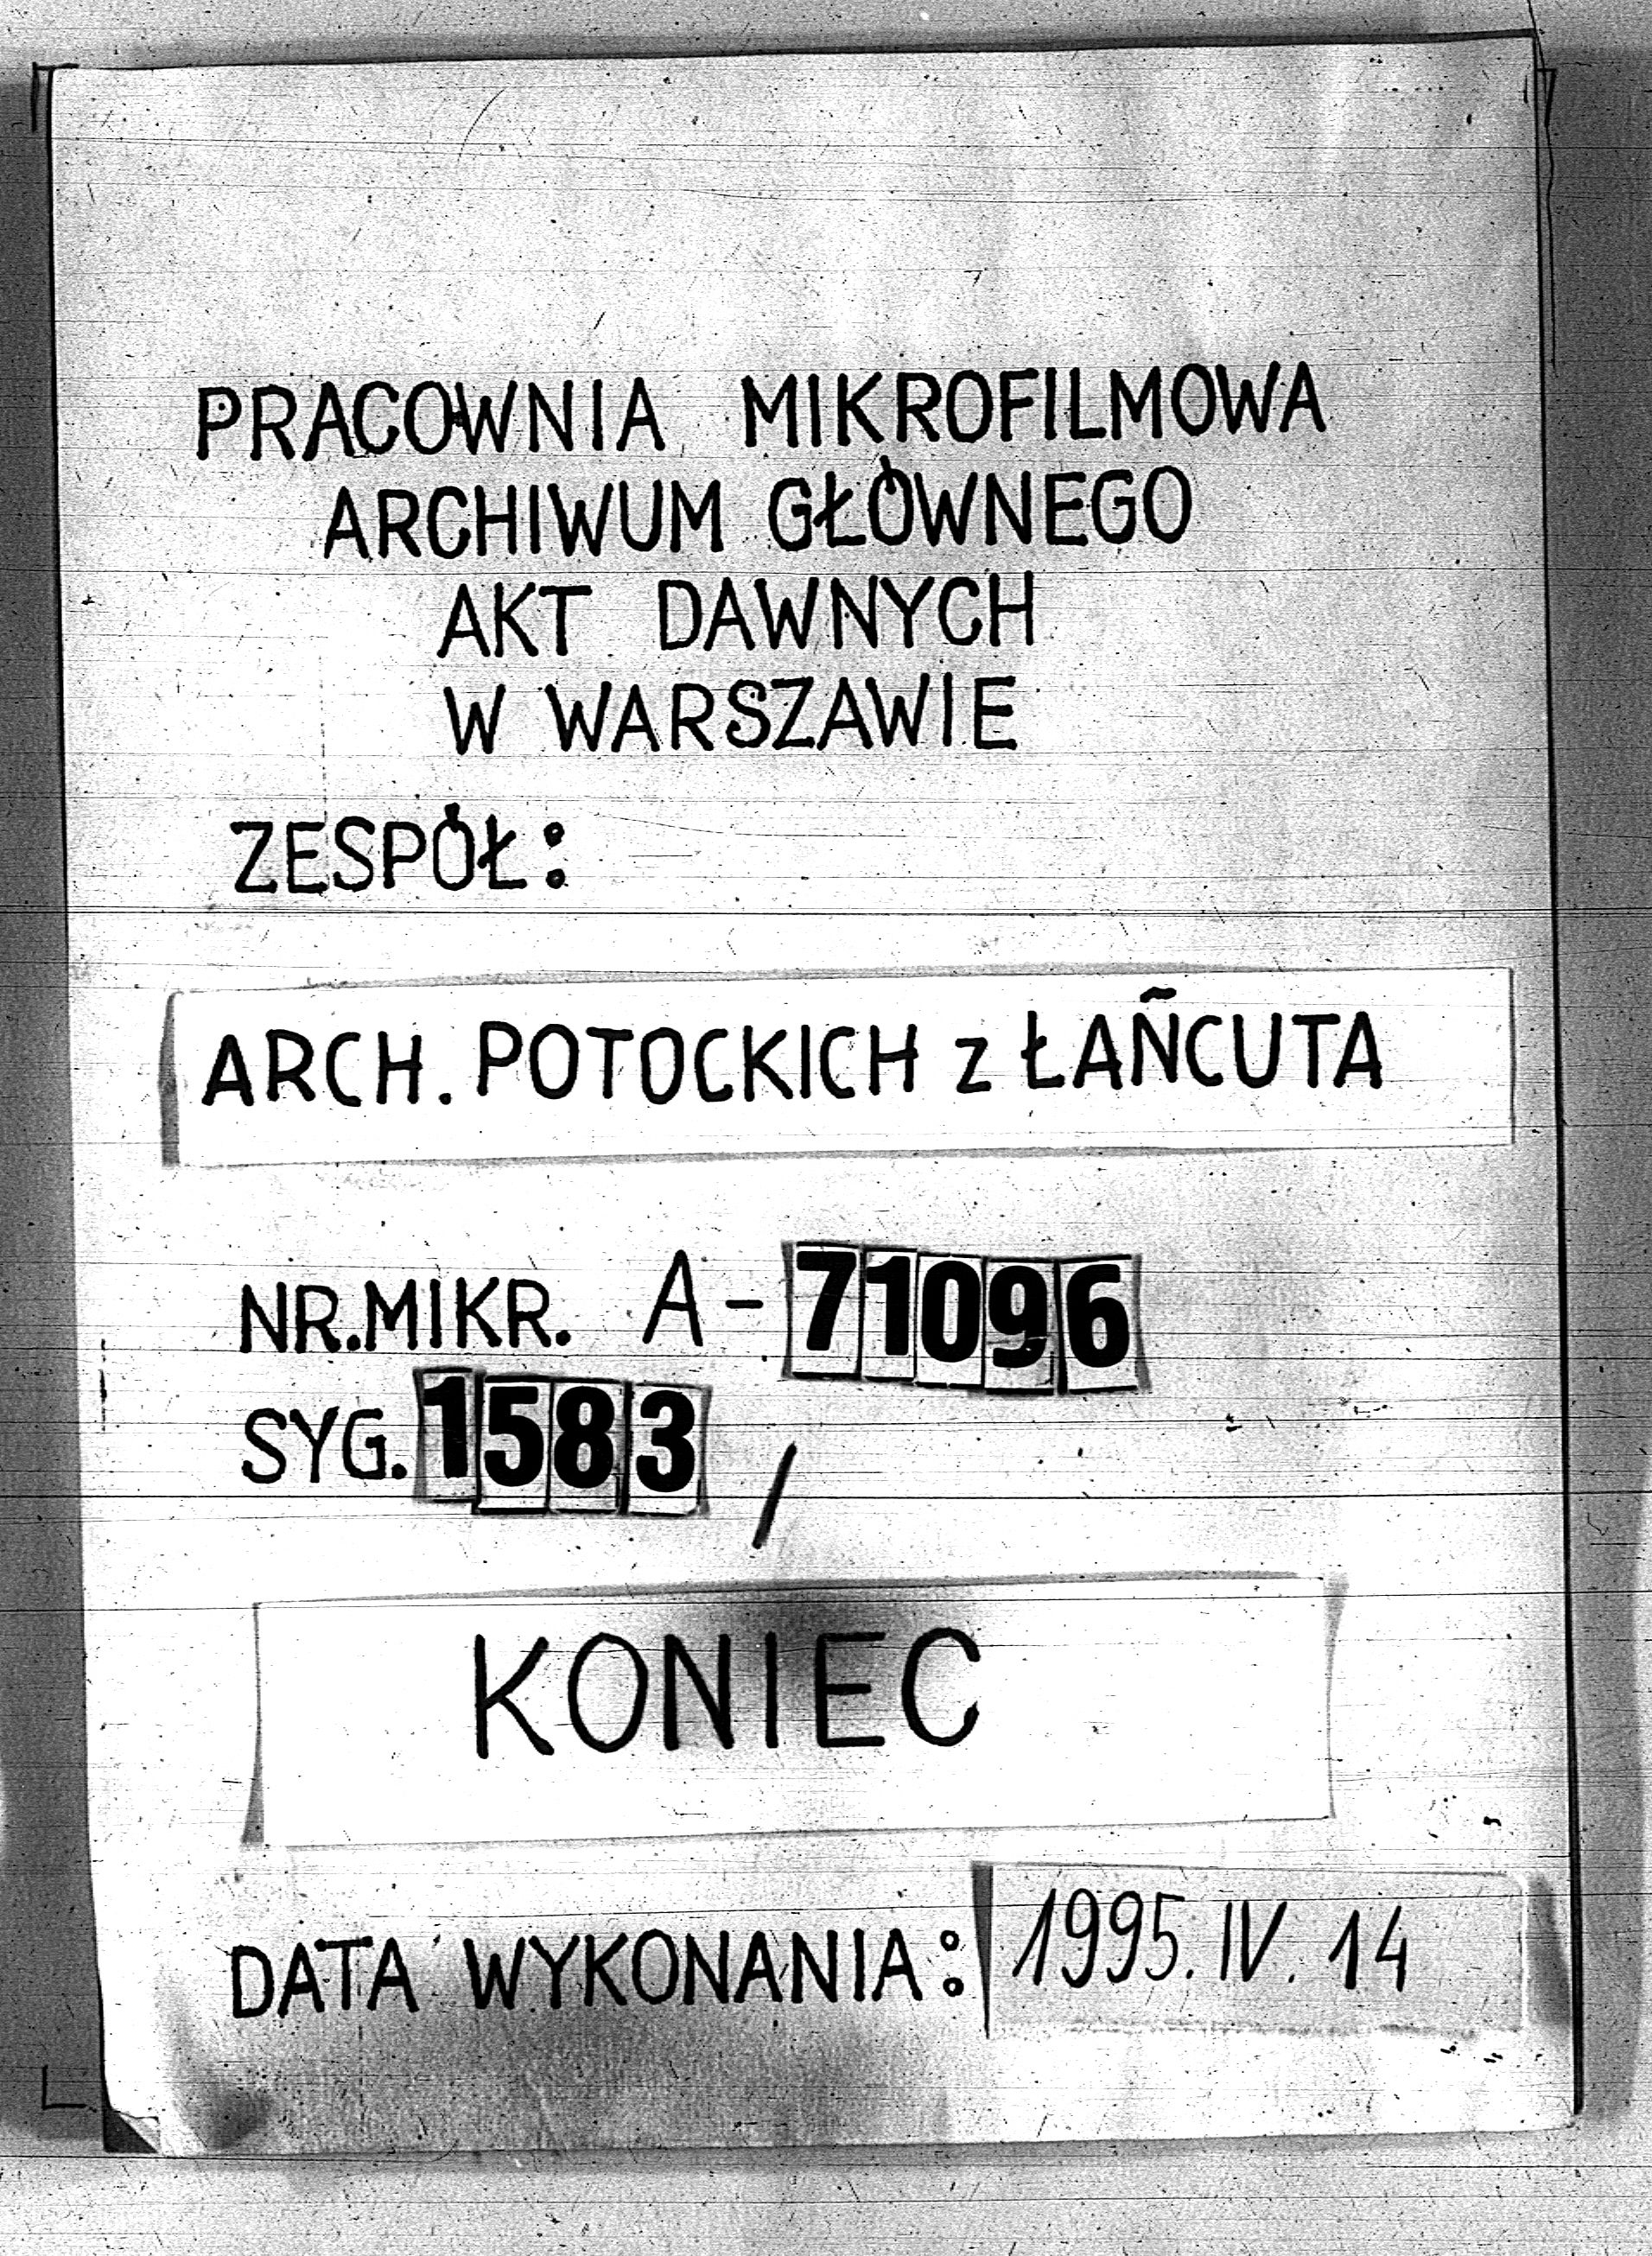 PRACOWNIA MIKROFILMOWA
ARCHIWUM GŁÓWNEGO
AKT DAWNYCH
W WARSZAWIE
ZESPÓŁ:
ARCH. POTOCKICH z ŁAŃCUTA
NR.MIKR. A-71096
SYG. 1583 /
KONIEC
DATA WYKONANIA: 1995. IV. 14